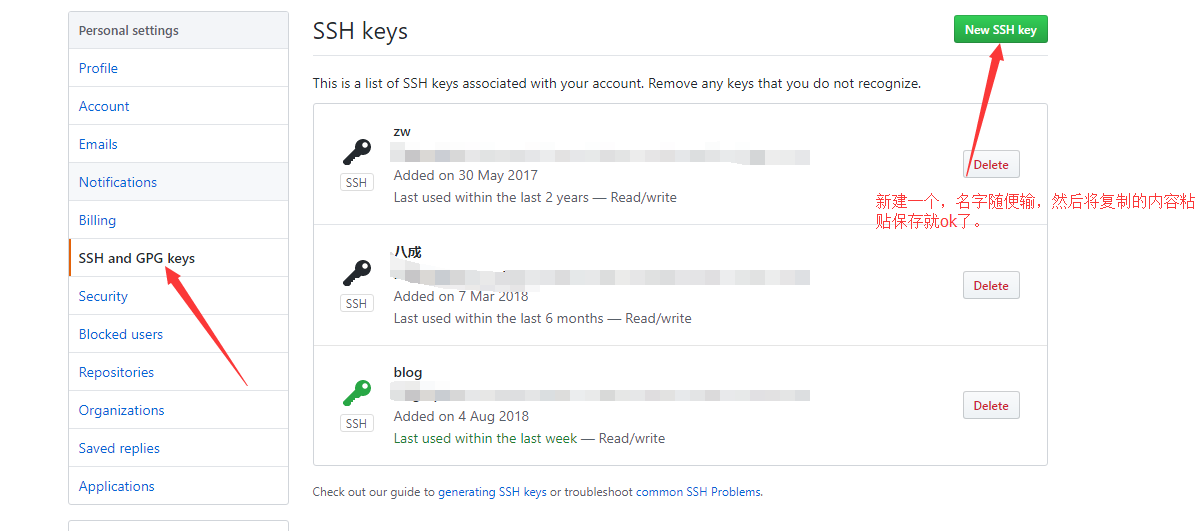 Personal settings
Profile
Account
Emails
Notifications
Billing
SSH and GPG keys
Security
Blocked users
Repositories
Organizations
Saved replies
Applications
SSH keys
New SSH key
This is a list of SSH keys associated with your account. Remove any keys that you do not recognize.
zw
SSH
Added on 30 May 2017
Last used within the last 2 years — Read/write
Delete
新建一个，名字随便输，然后将复制的内容粘
贴保存就ok了。
八成
SSH
Added on 7 Mar 2018
Last used within the last 6 months — Read/write
Delete
blog
SSH
Added on 4 Aug 2018
Last used within the last week — Read/write
Delete
Check out our guide to generating SSH keys or troubleshoot common SSH Problems.